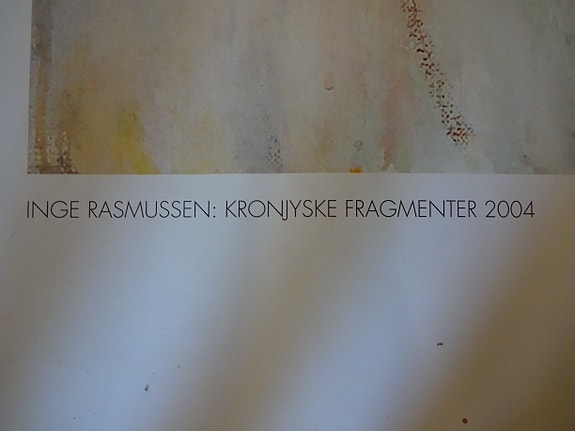 INGE RASMUSSEN: KRONJYSKE FRAGMENTER 2004